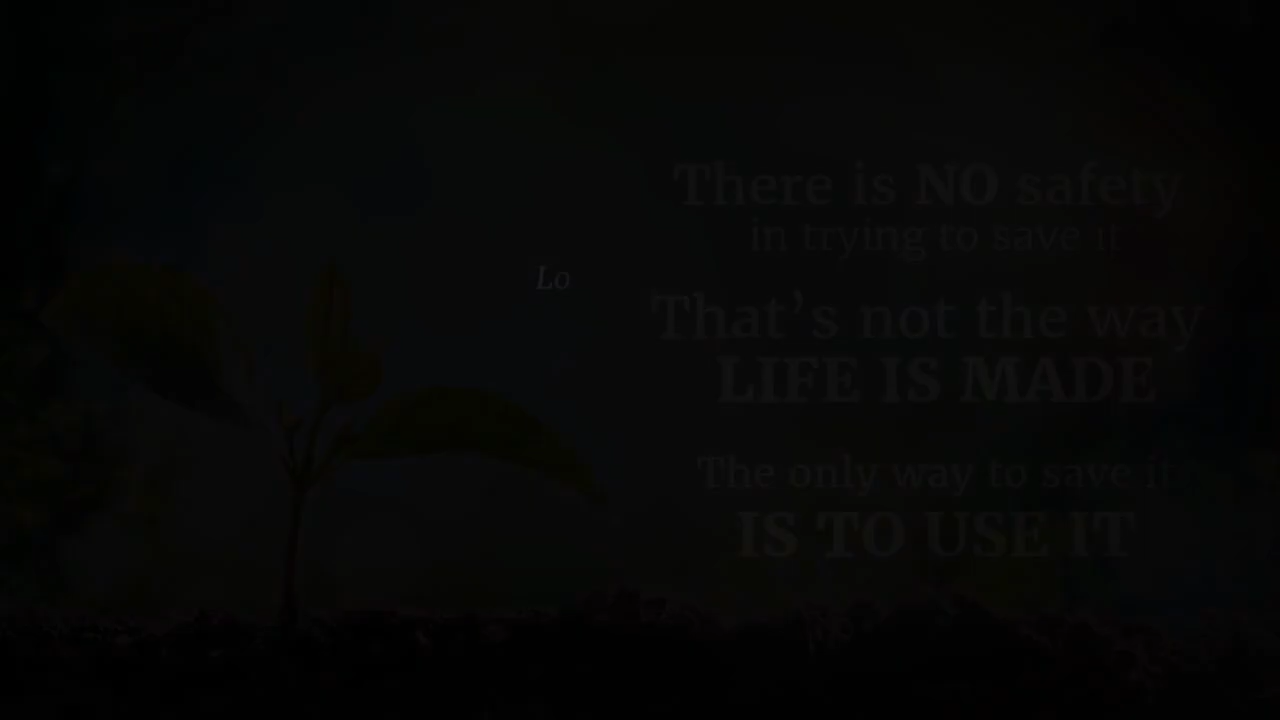 There is NO safety
in trying to save it
Lo
That's not the way
LIFE IS MADE
The only way to save it
IS TO USE IT